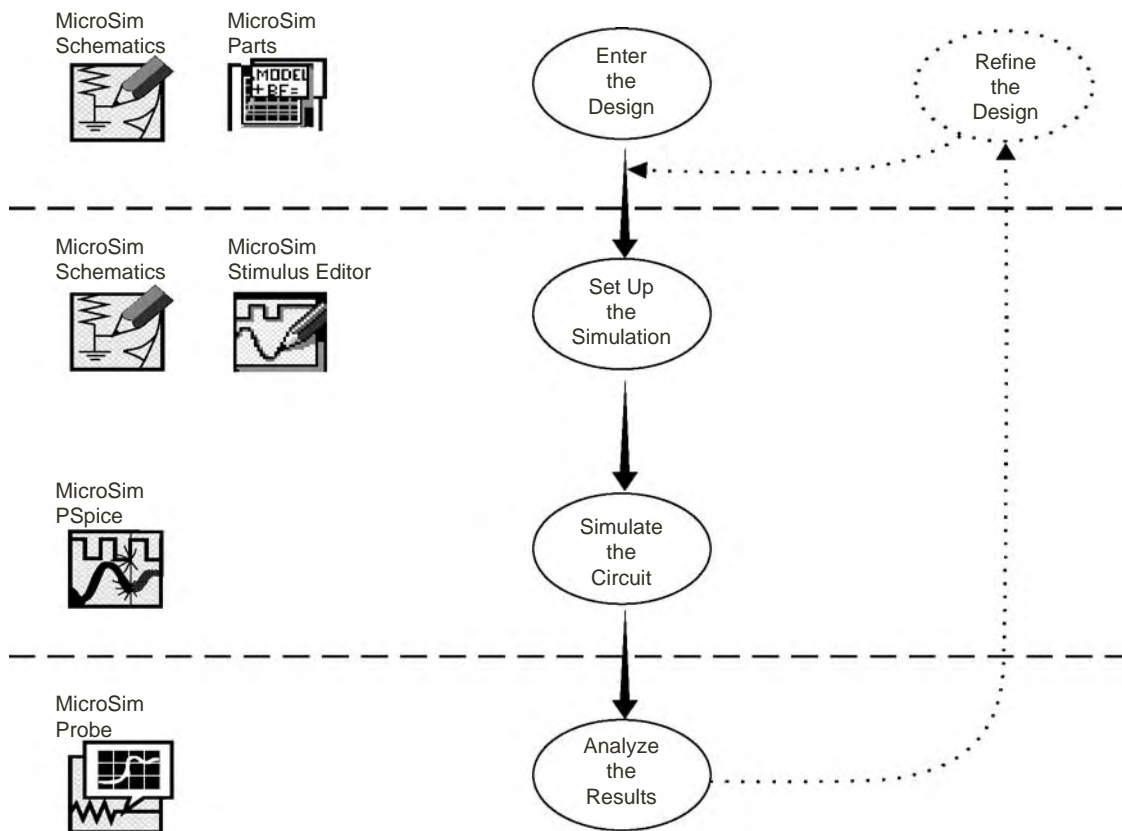 MicroSim
Schematics
MicroSim
Parts
.MODEL
+ BF=
Enter
the
Design
Refine
the
Design
MicroSim
Schematics
MicroSim
Stimulus Editor
Set Up
the
Simulation
MicroSim
PSpice
Simulate
the
Circuit
MicroSim
Probe
Analyze
the
Results